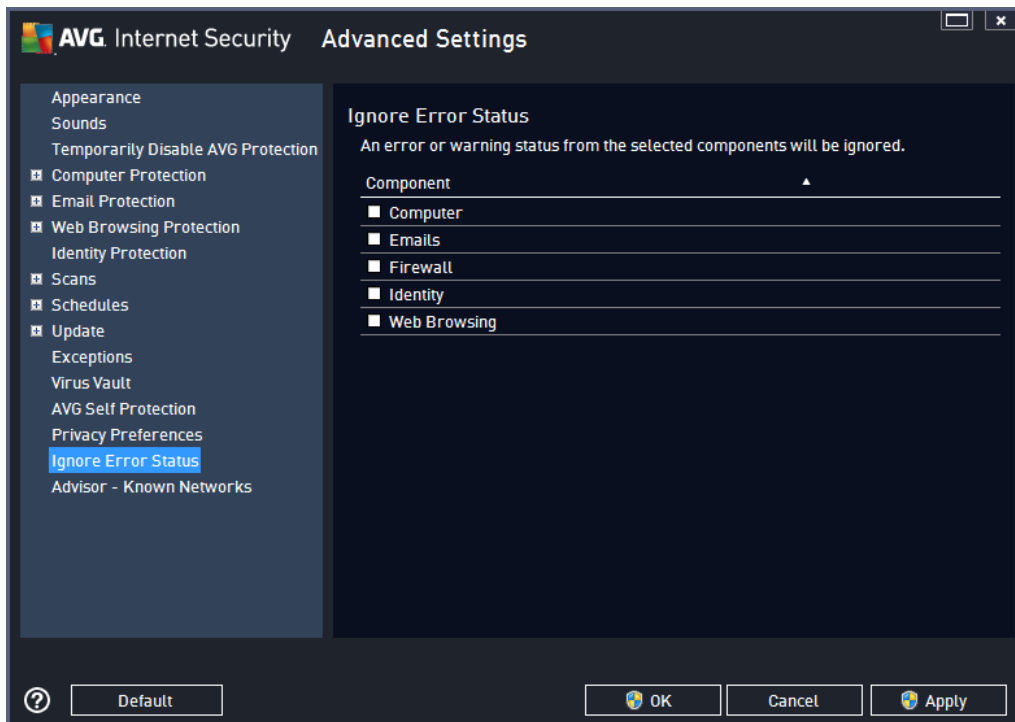 AVG. Internet Security Advanced Settings
Appearance
Sounds
Temporarily Disable AVG Protection
Computer Protection
Email Protection
Web Browsing Protection
Identity Protection
Scans
Schedules
Update
Exceptions
Virus Vault
AVG Self Protection
Privacy Preferences
Ignore Error Status
Advisor - Known Networks
Ignore Error Status
An error or warning status from the selected components will be ignored.
Component
Computer
Emails
Firewall
Identity
Web Browsing
? Default OK Cancel Apply